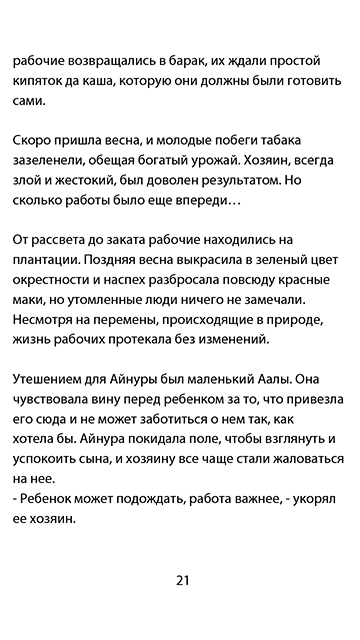 рабочие возвращались в барак, их ждали простой
кипяток да каша, которую они должны были готовить
сами.
Скоро пришла весна, и молодые побеги табака
зазеленели, обещая богатый урожай. Хозяин, всегда
злой и жестокий, был доволен результатом. Но
сколько работы было еще впереди…
От рассвета до заката рабочие находились на
плантации. Поздняя весна выкрасила в зеленый цвет
окрестности и наспех разбросала повсюду красные
маки, но утомленные люди ничего не замечали.
Несмотря на перемены, происходящие в природе,
жизнь рабочих протекала без изменений.
Утешением для Айнуры был маленький Аалы. Она
чувствовала вину перед ребенком за то, что привезла
его сюда и не может заботиться о нем так, как
хотела бы. Айнура покидала поле, чтобы взглянуть и
успокоить сына, и хозяину все чаще стали жаловаться
на нее.
- Ребенок может подождать, работа важнее, - укорял
ее хозяин.
21